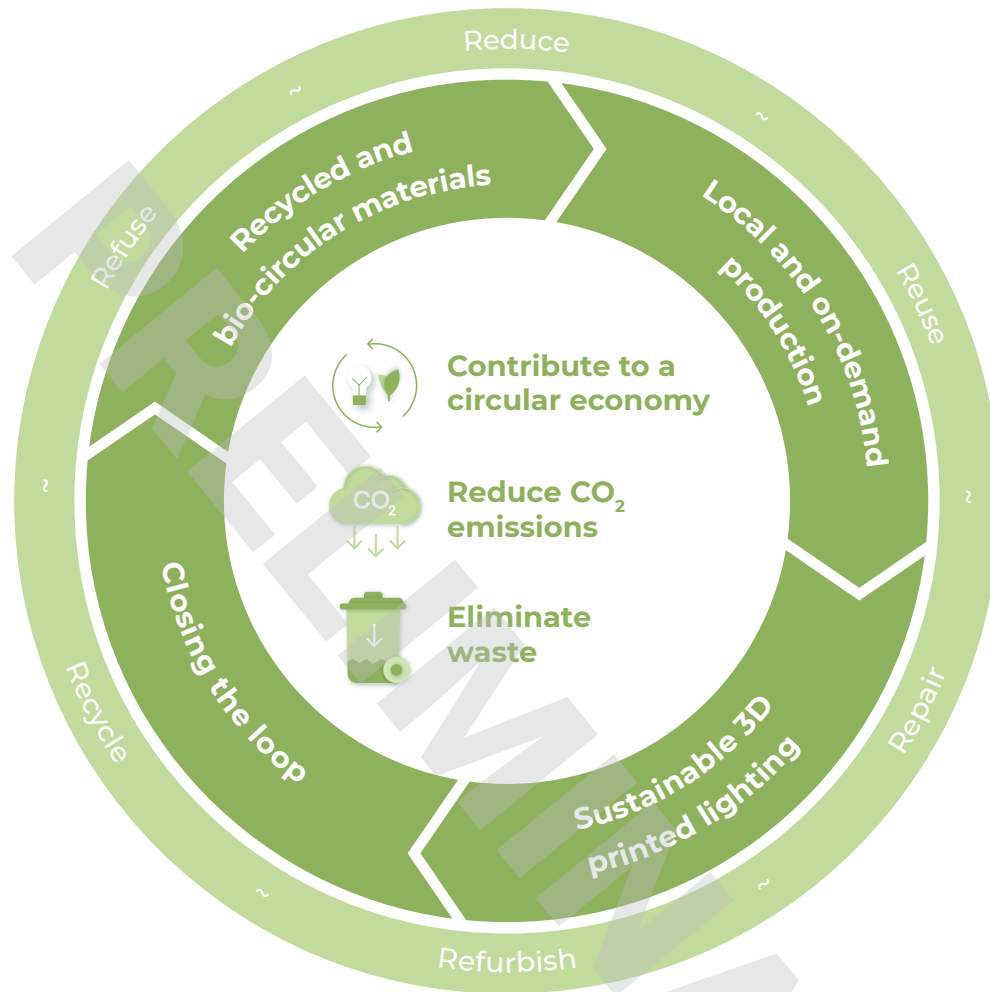 Reduce
~
~
Refuse
Reuse
Recycled and
bio-circular materials
Local and on-demand
production
Contribute to a
circular economy
CO2
Reduce CO2
emissions
Eliminate
waste
~
~
Closing the loop
Sustainable 3D
printed lighting
Recycle
Repair
~
~
Refurbish